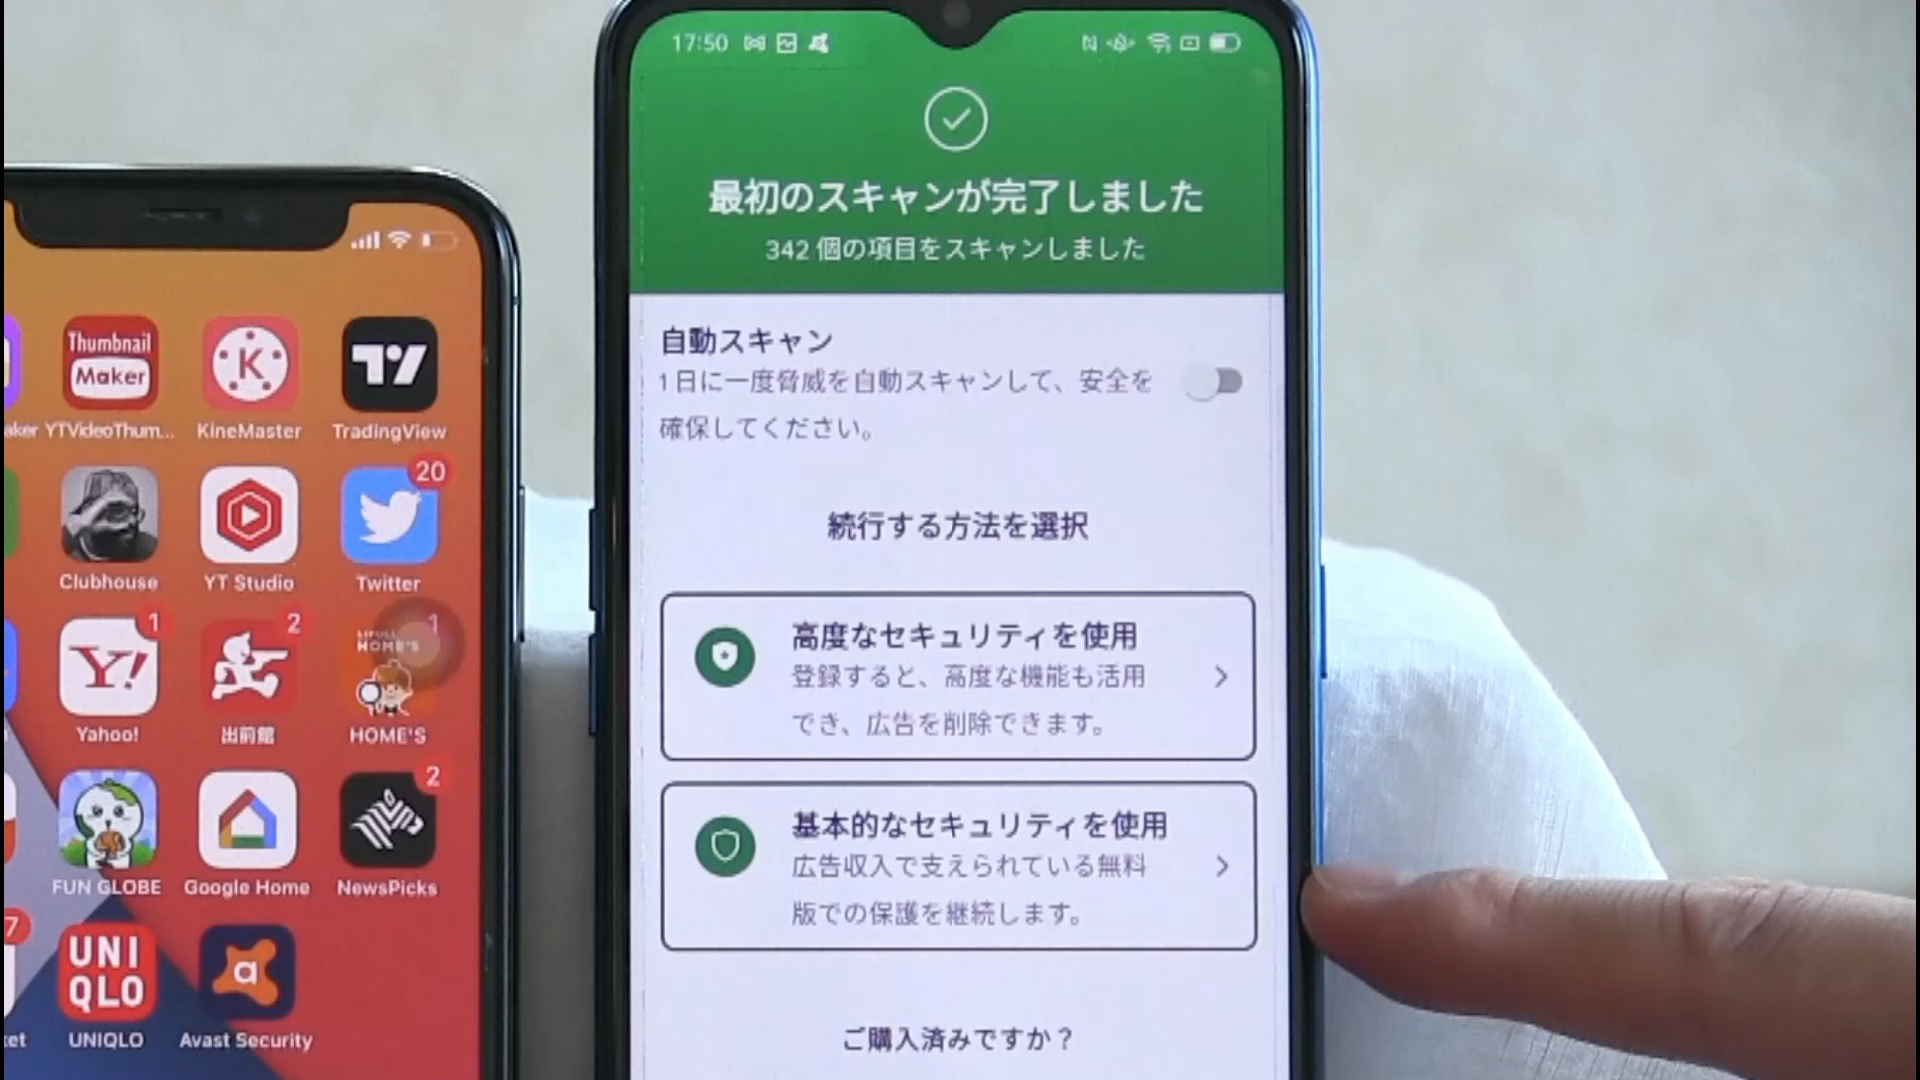 17:50
最初のスキャンが完了しました
342 個の項目をスキャンしました
自動スキャン
1日に一度脅威を自動スキャンして、安全を
確保してください。
続行する方法を選択
高度なセキュリティを使用
登録すると、高度な機能も活用
でき、広告を削除できます。
基本的なセキュリティを使用
広告収入で支えられている無料
版での保護を継続します。
ご購入済みですか？
Thumbnail
Maker
K
aker
YTVideoThum...
KineMaster
TradingView
20
Clubhouse
YT Studio
Twitter
1
2
1
LIFULL
HOME'S
Y!
Yahoo!
出前館
HOME'S
2
FUN GLOBE
Google Home
NewsPicks
7
UNI
QLO
a
ket
UNIQLO
Avast Security